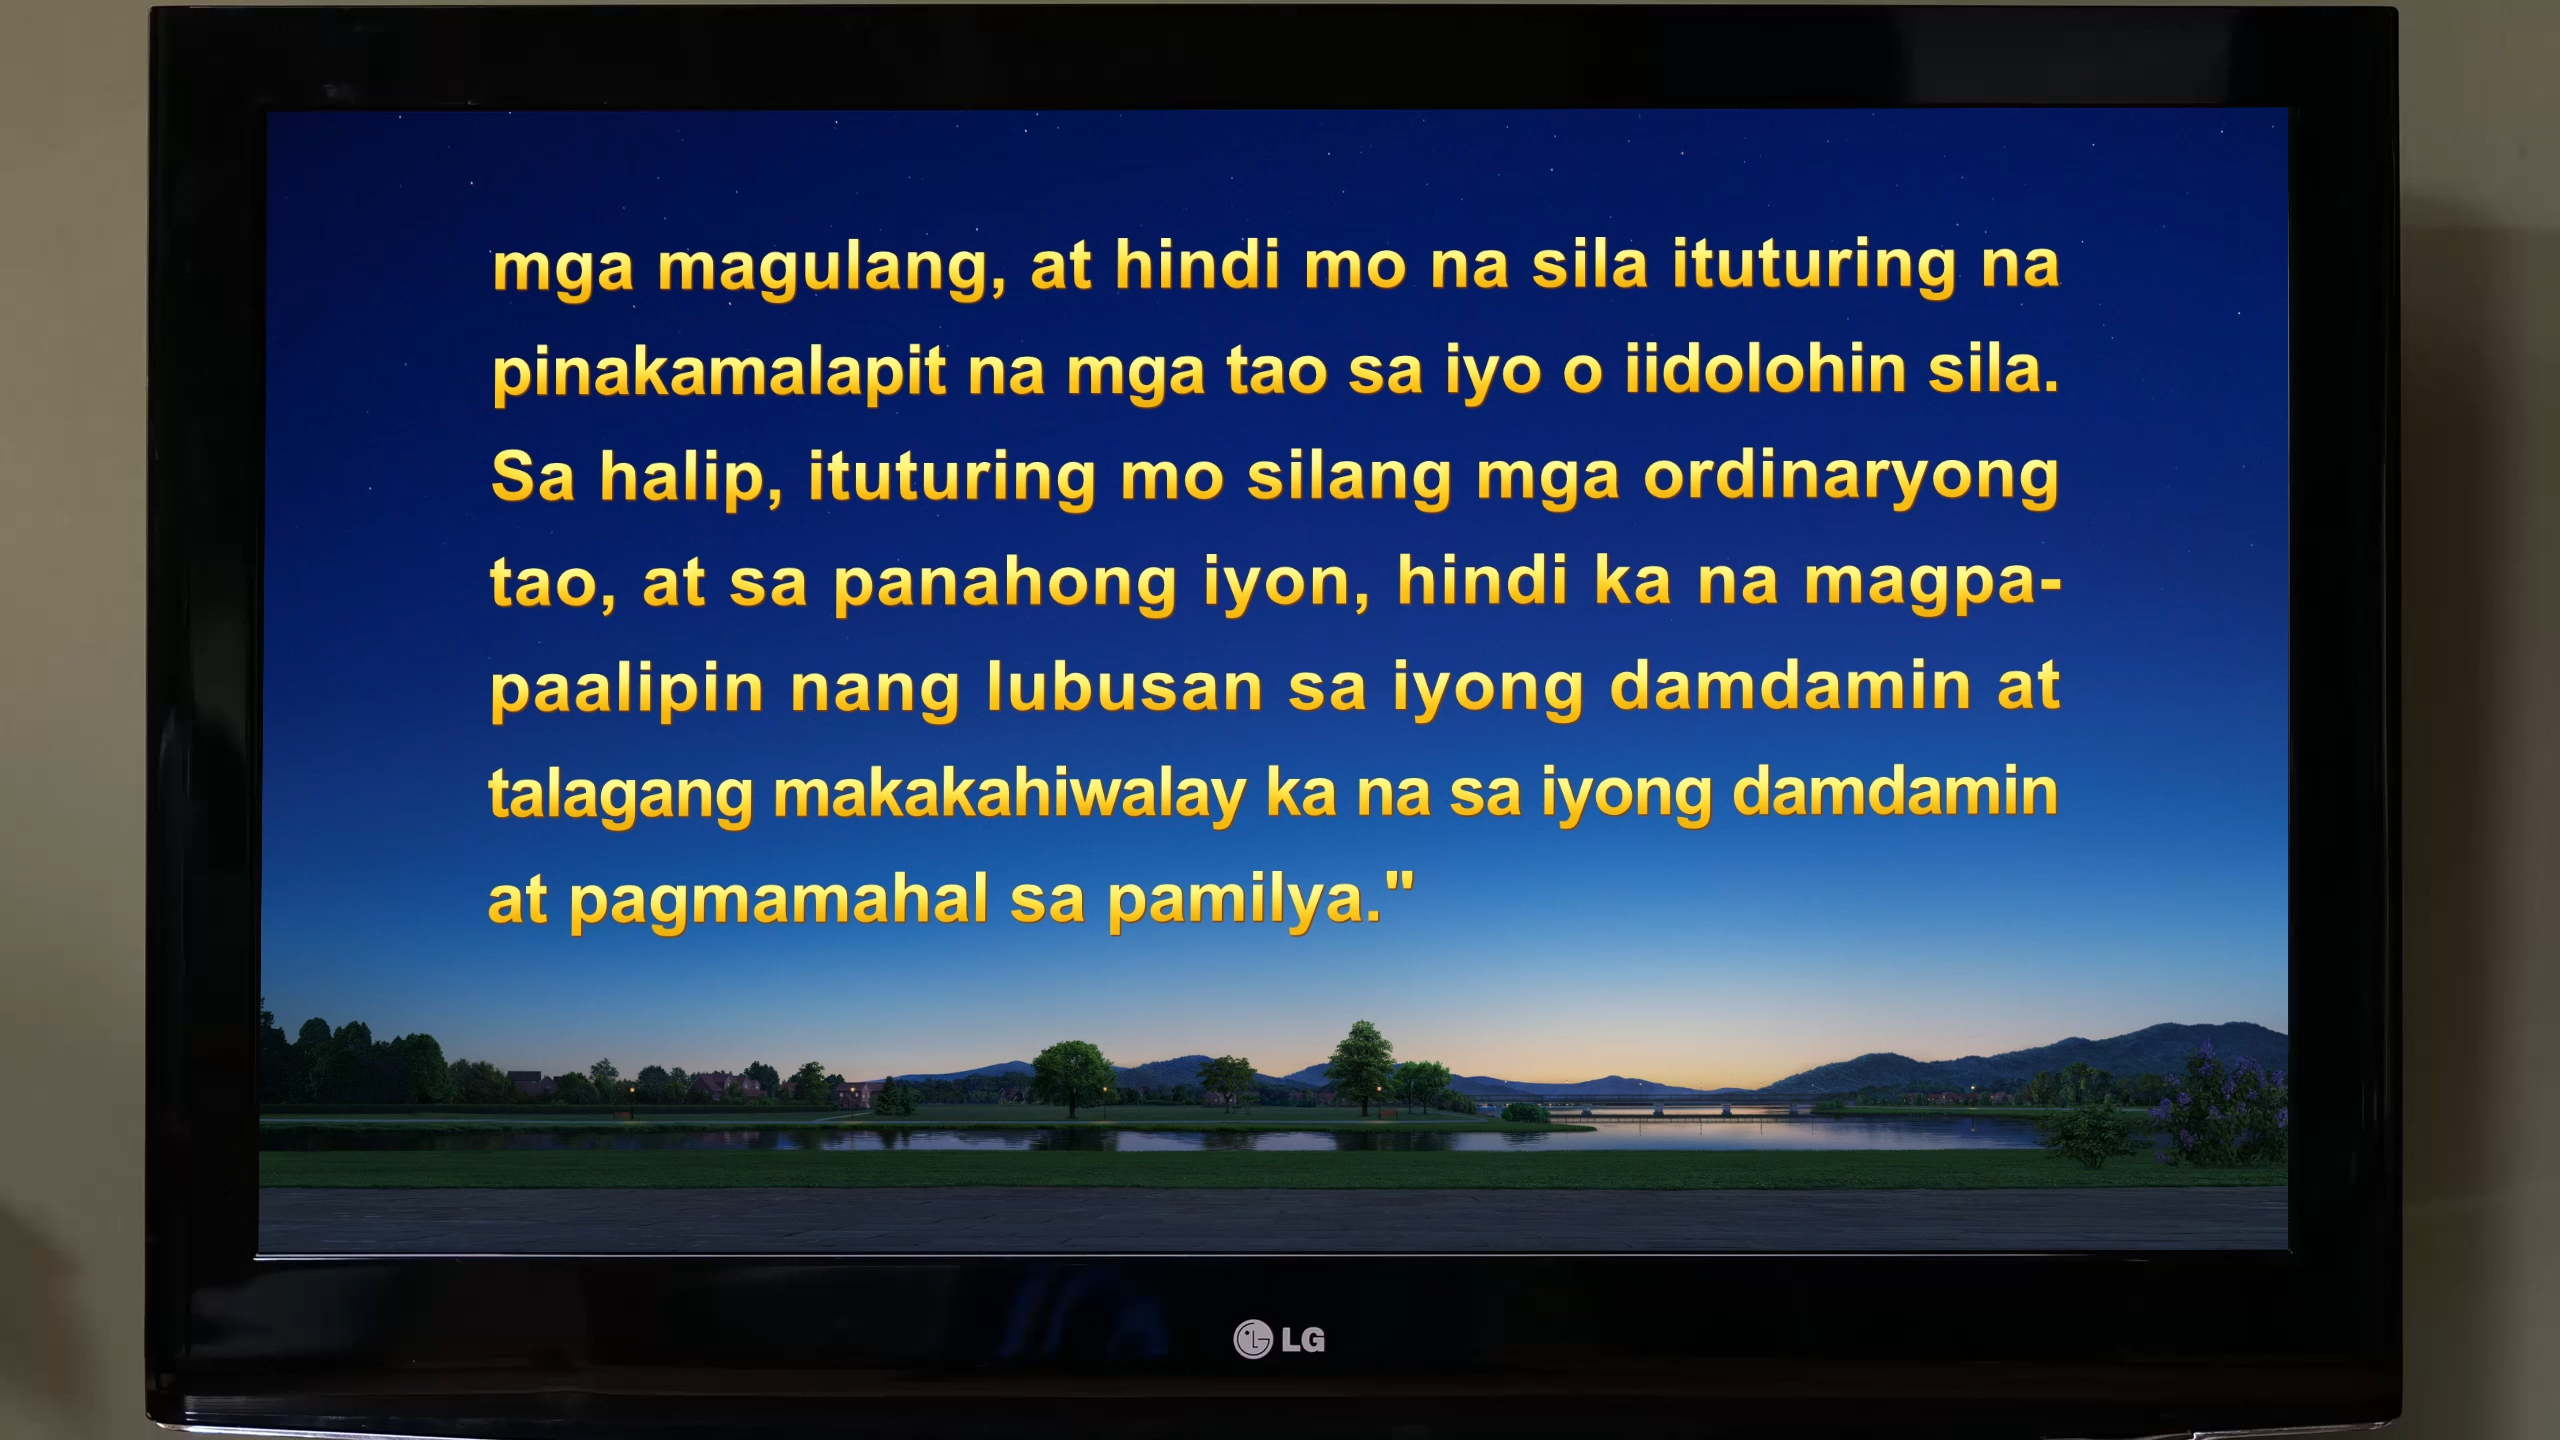 mga magulang, at hindi mo na sila ituturing na
pinakamalapit na mga tao sa iyo o iidolohin sila.
Sa halip, ituturing mo silang mga ordinaryong
tao, at sa panahong iyon, hindi ka na magpa-
paalipin nang lubusan sa iyong damdamin at
talagang makakahiwalay ka na sa iyong damdamin
at pagmamahal sa pamilya."
LG